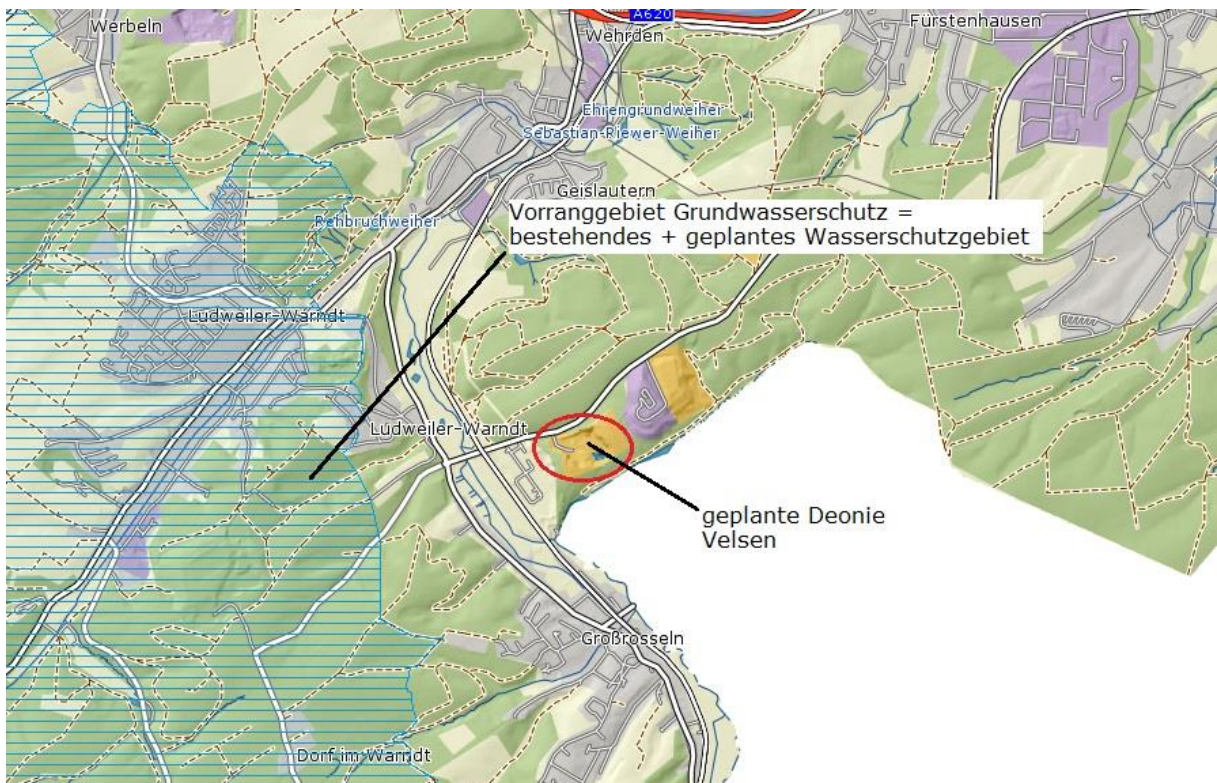 A620
Werbeln
Wehrden
Fürstenhausen
Ehrengrundweiher
Sebastian-Riewer-Weiher
Geislautern
Vorranggebiet Grundwasserschutz =
bestehendes + geplantes Wasserschutzgebiet
Rehbruchweiher
Ludweiler-Warndt
Ludweiler-Warndt
geplante Deonie
Velsen
Großrosseln
Dorf im Warndt